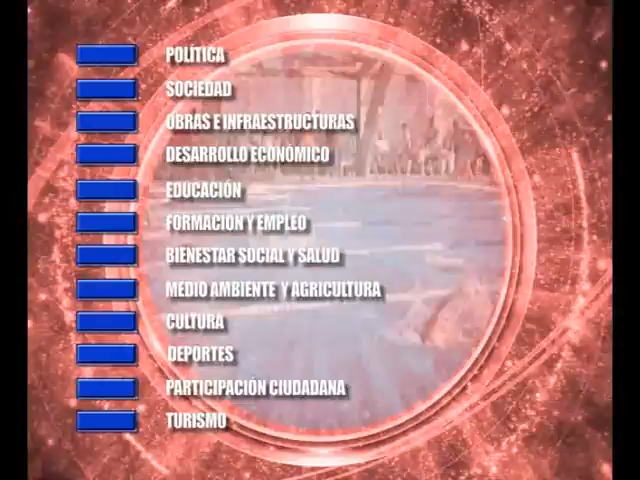 POLÍTICA
SOCIEDAD
OBRAS E INFRAESTRUCTURAS
DESARROLLO ECONÓMICO
EDUCACIÓN
FORMACION Y EMPLEO
BIENESTAR SOCIAL Y SALUD
MEDIO AMBIENTE Y AGRICULTURA
CULTURA
DEPORTES
PARTICIPACIÓN CIUDADANA
TURISMO